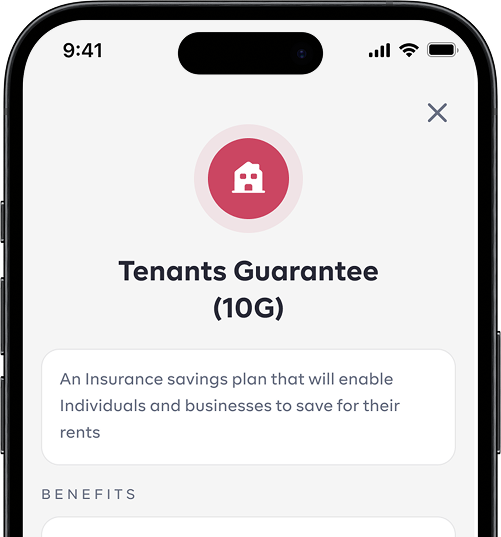 9:41
Tenants Guarantee
(10G)
An Insurance savings plan that will enable
Individuals and businesses to save for their
rents
BENEFITS